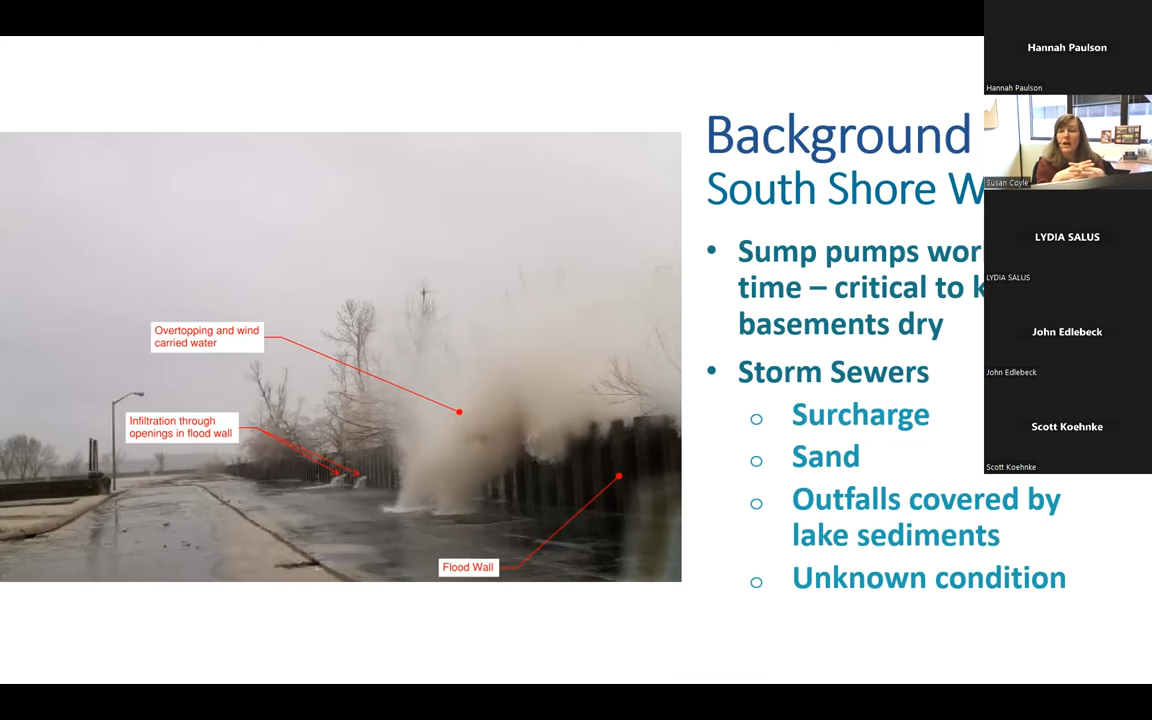 Background
South Shore W
• Sump pumps wor
time – critical to k
basements dry
• Storm Sewers
o Surcharge
o Sand
o Outfalls covered by
lake sediments
o Unknown condition
Overtopping and wind
carried water
Infiltration through
openings in flood wall
Flood Wall
Hannah Paulson
Hannah Paulson
Susan Coyle
LYDIA SALUS
LYDIA SALUS
John Edlebeck
John Edlebeck
Scott Koehnke
Scott Koehnke